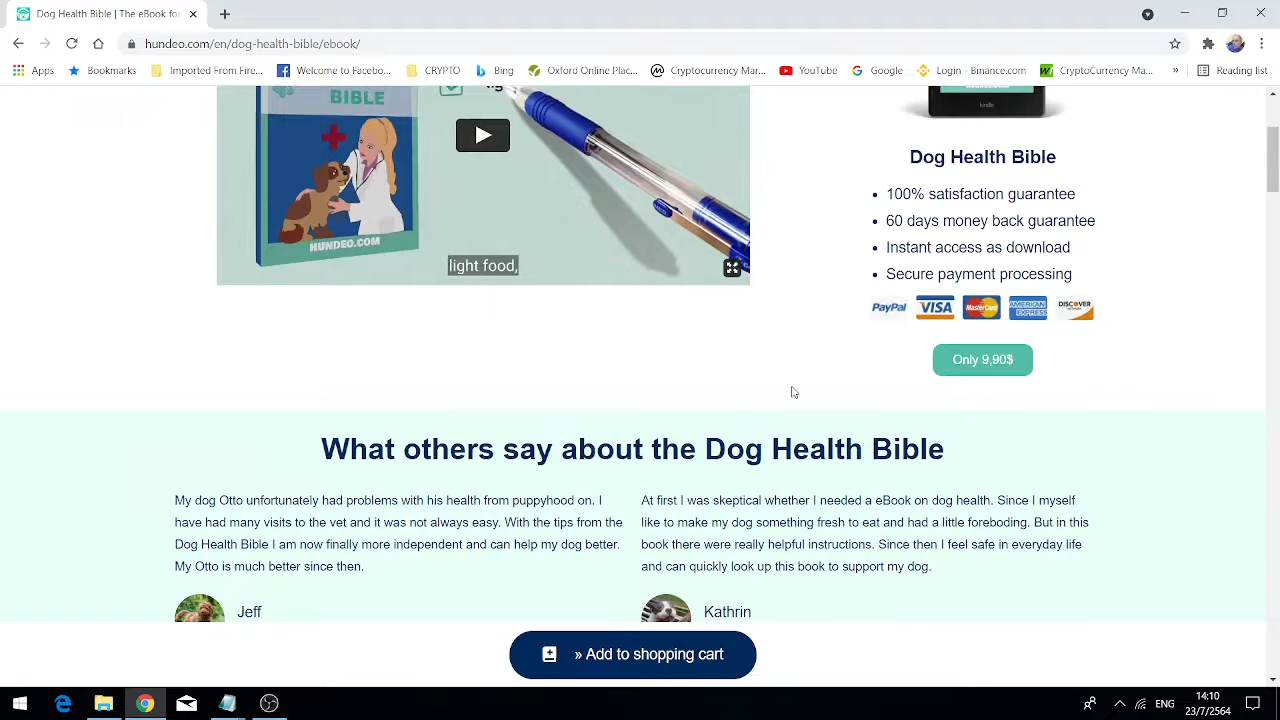 Dog Health Bible | The eBook for
hundeo.com/en/dog-health-bible/ebook/
Apps
Bookmarks
Imported From Fire...
Welcome to Facebo...
CRYPTO
Bing
Oxford Online Plac...
Cryptocurrency Mar...
YouTube
Google
Login - Binance.com
CryptoCurrency Ma...
»
Reading list
BIBLE
HUNDEO.COM
light food,
kindle
Dog Health Bible
• 100% satisfaction guarantee
• 60 days money back guarantee
• Instant access as download
• Secure payment processing
PayPal
VISA
MasterCard
AMERICAN EXPRESS
DISCOVER
Only 9,90$
What others say about the Dog Health Bible
My dog Otto unfortunately had problems with his health from puppyhood on. I
have had many visits to the vet and it was not always easy. With the tips from the
Dog Health Bible I am now finally more independent and can help my dog better.
My Otto is much better since then.
Jeff
At first I was skeptical whether I needed a eBook on dog health. Since I myself
like to make my dog something fresh to eat and had a little foreboding. But in this
book there were really helpful instructions. Since then I feel safe in everyday life
and can quickly look up this book to support my dog.
Kathrin
» Add to shopping cart
ENG
14:10
23/7/2564